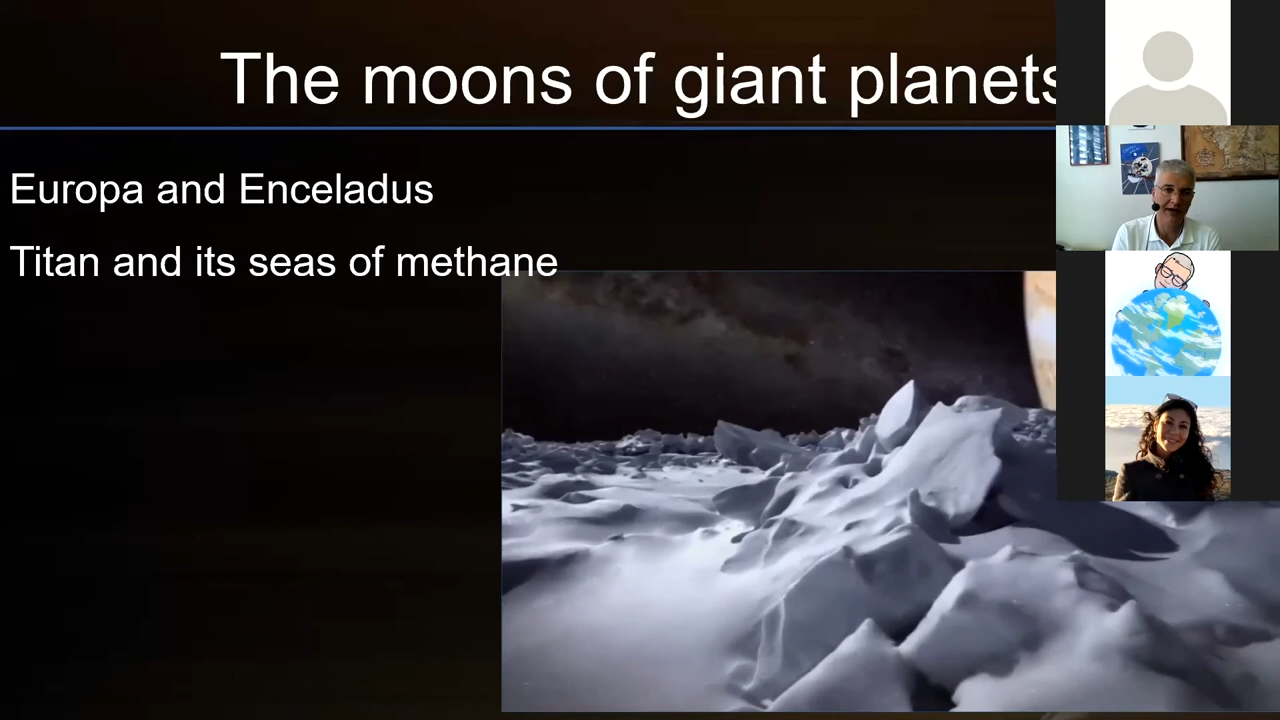 The moons of giant planets
Europa and Enceladus
Titan and its seas of methane